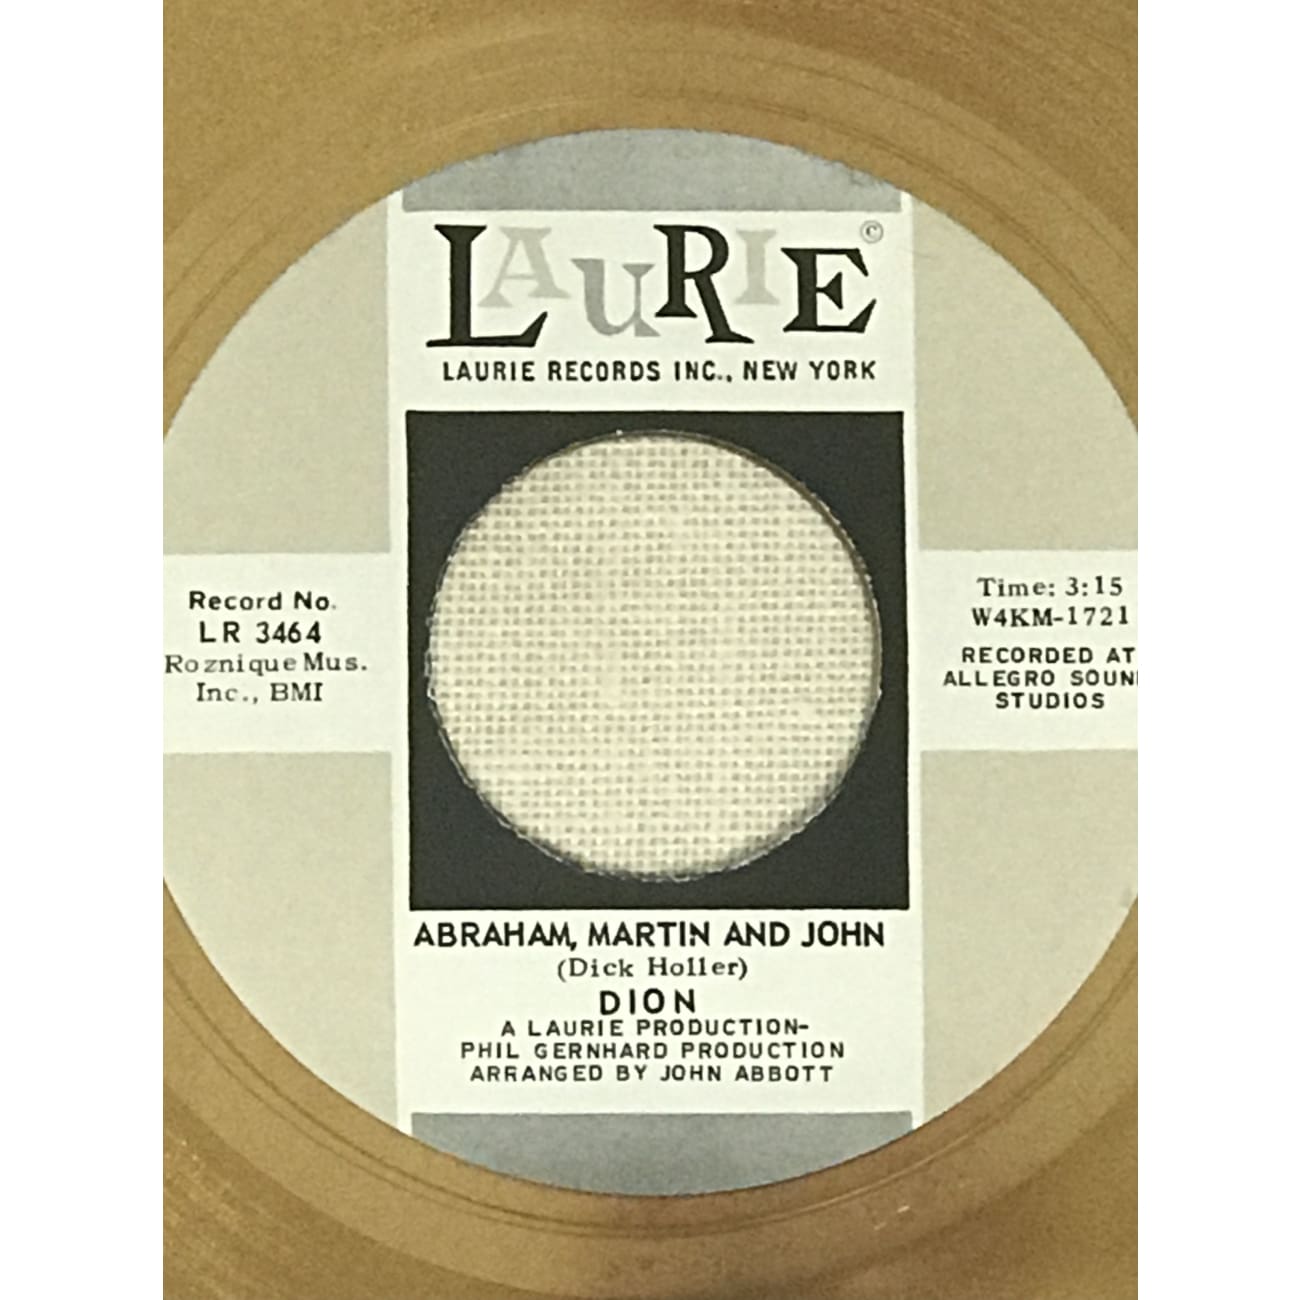 LAURIE ©
LAURIE RECORDS INC., NEW YORK
Record No.
LR 3464
Roznique Mus.
Inc., BMI
Time: 3:15
W4KM-1721
RECORDED AT
ALLEGRO SOUN
STUDIOS
ABRAHAM, MARTIN AND JOHN
(Dick Holler)
DION
A LAURIE PRODUCTION-
PHIL GERNHARD PRODUCTION
ARRANGED BY JOHN ABBOTT